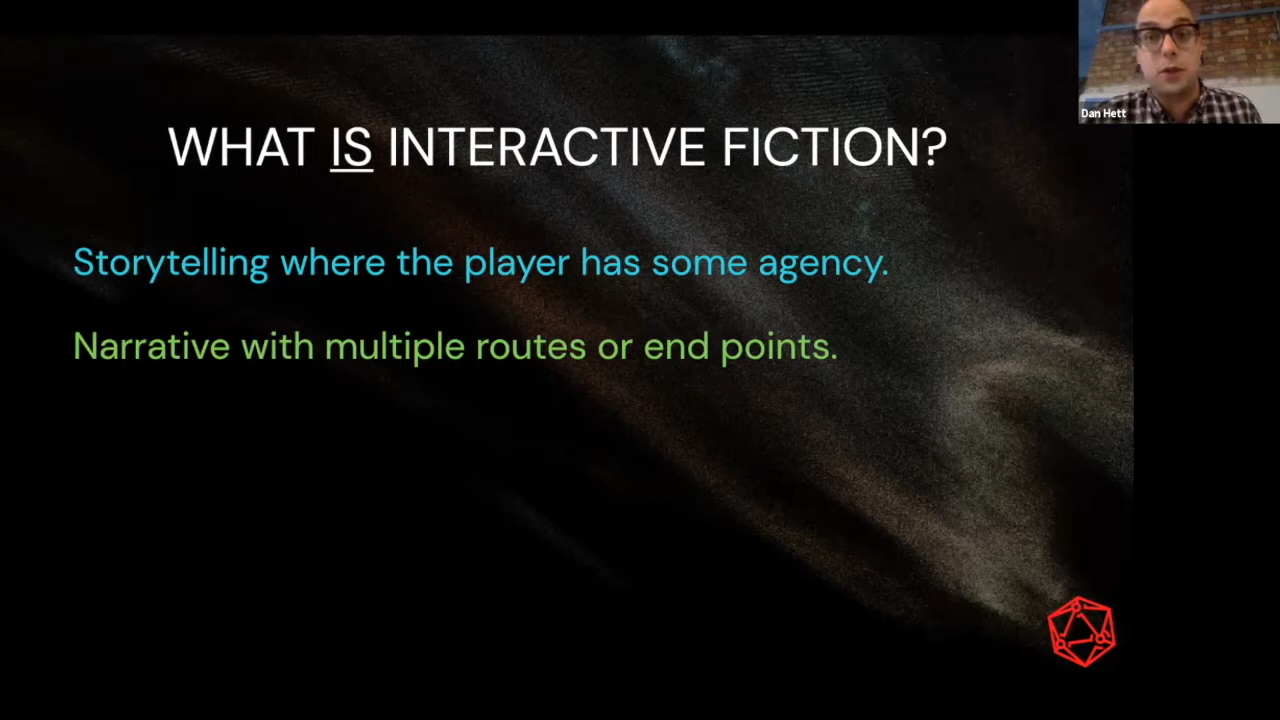 WHAT IS INTERACTIVE FICTION?
Dan Hett
Storytelling where the player has some agency.
Narrative with multiple routes or end points.